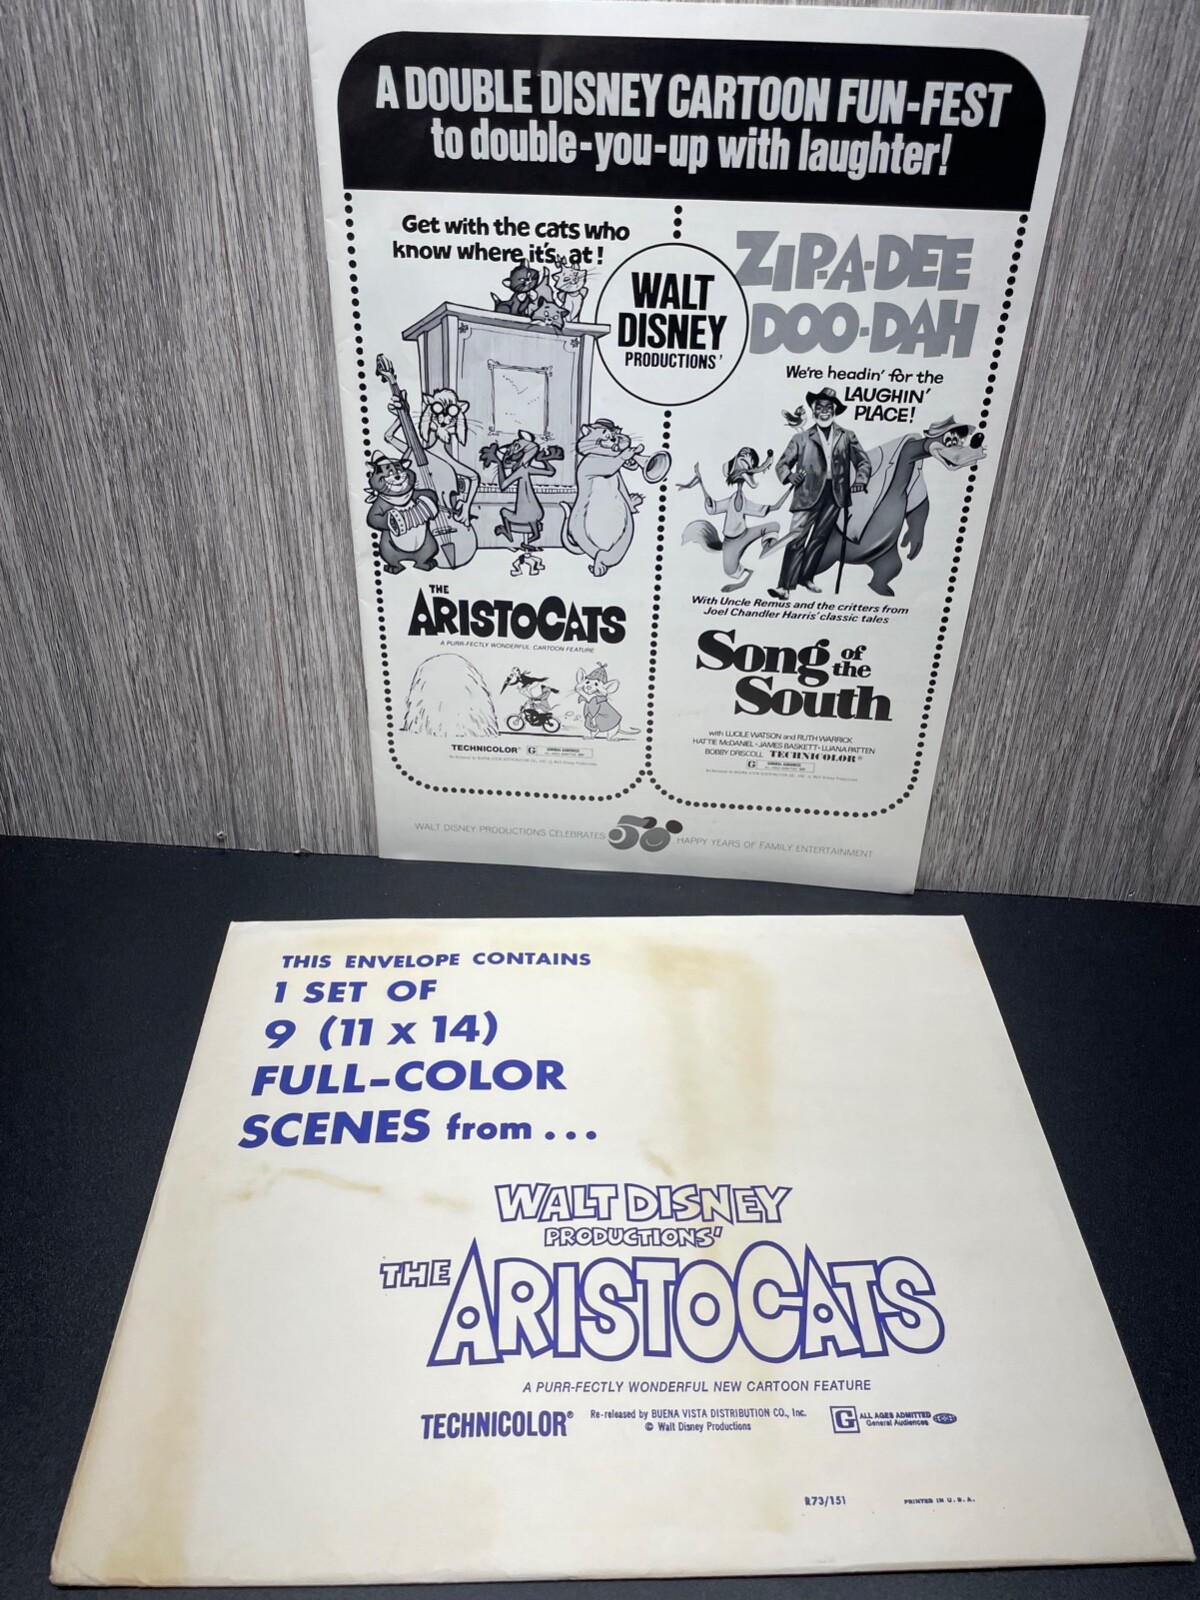 A DOUBLE DISNEY CARTOON FUN-FEST
to double-you-up with laughter!
Get with the cats who
know where it's at!
WALT
DISNEY
PRODUCTIONS'
ZIP-A-DEE
DOO-DAH
We're headin' for the
LAUGHIN'
PLACE!
THE
ARISTOCATS
A PURR-FECTLY WONDERFUL CARTOON FEATURE
TECHNICOLOR® G
With Uncle Remus and the critters from
Joel Chandler Harris' classic tales
Song of the
South
with LUCILE WATSON and RUTH WARRICK
HATTIE McDANIEL • JAMES BASKETT • LUANA PATTEN
BOBBY DRISCOLL TECHNICOLOR®
G
WALT DISNEY PRODUCTIONS CELEBRATES 50 HAPPY YEARS OF FAMILY ENTERTAINMENT
THIS ENVELOPE CONTAINS
1 SET OF
9 (11 x 14)
FULL-COLOR
SCENES from...
WALT DISNEY
PRODUCTIONS'
THE ARISTOCATS
A PURR-FECTLY WONDERFUL NEW CARTOON FEATURE
TECHNICOLOR® Re-released by BUENA VISTA DISTRIBUTION CO., Inc.
© Walt Disney Productions
G ALL AGES ADMITTED
General Audiences
R73/151 PRINTED IN U.S.A.